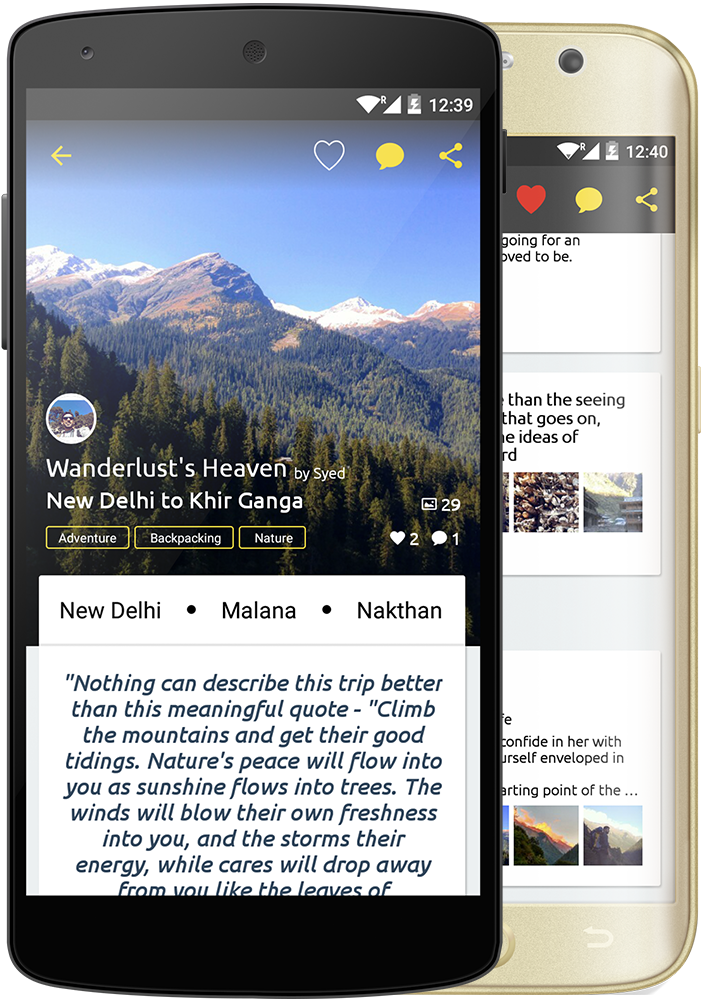 R 12:39
Wanderlust's Heaven by Syed
New Delhi to Khir Ganga
29
Adventure Backpacking Nature
2 1
New Delhi • Malana • Nakthan
"Nothing can describe this trip better
than this meaningful quote - "Climb
the mountains and get their good
tidings. Nature's peace will flow into
you as sunshine flows into trees. The
winds will blow their own freshness
into you, and the storms their
energy, while cares will drop away
from you like the leaves of
R 12:40
going for an
oved to be.
than the seeing
that goes on,
ne ideas of
rd
fe
confide in her with
urself enveloped in
arting point of the ...